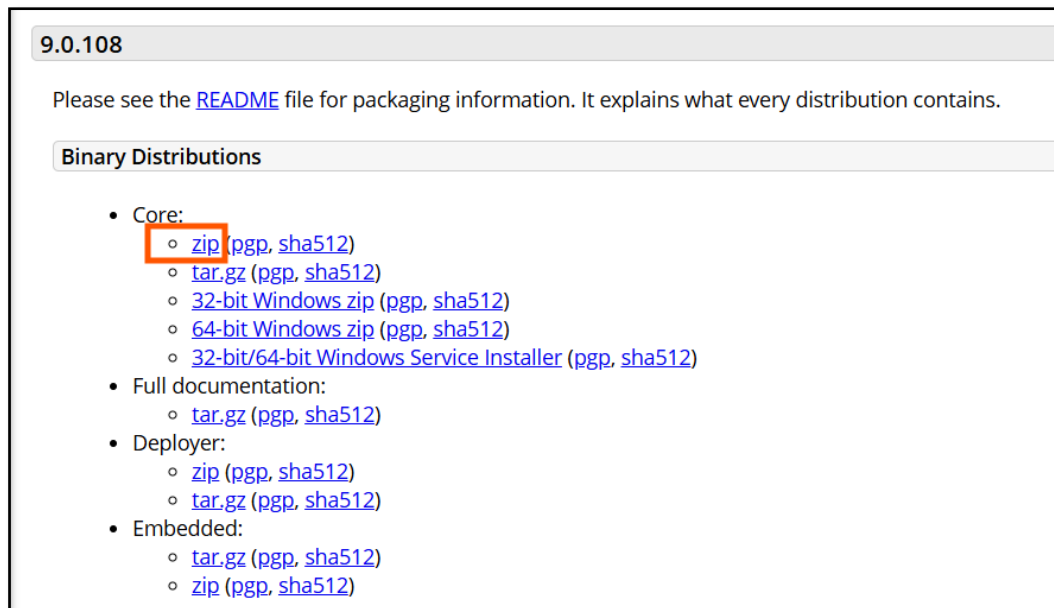 9.0.108
Please see the README file for packaging information. It explains what every distribution contains.
Binary Distributions
Core:
zip (pgp, sha512)
tar.gz (pgp, sha512)
32-bit Windows zip (pgp, sha512)
64-bit Windows zip (pgp, sha512)
32-bit/64-bit Windows Service Installer (pgp, sha512)
Full documentation:
tar.gz (pgp, sha512)
Deployer:
zip (pgp, sha512)
tar.gz (pgp, sha512)
Embedded:
tar.gz (pgp, sha512)
zip (pgp, sha512)